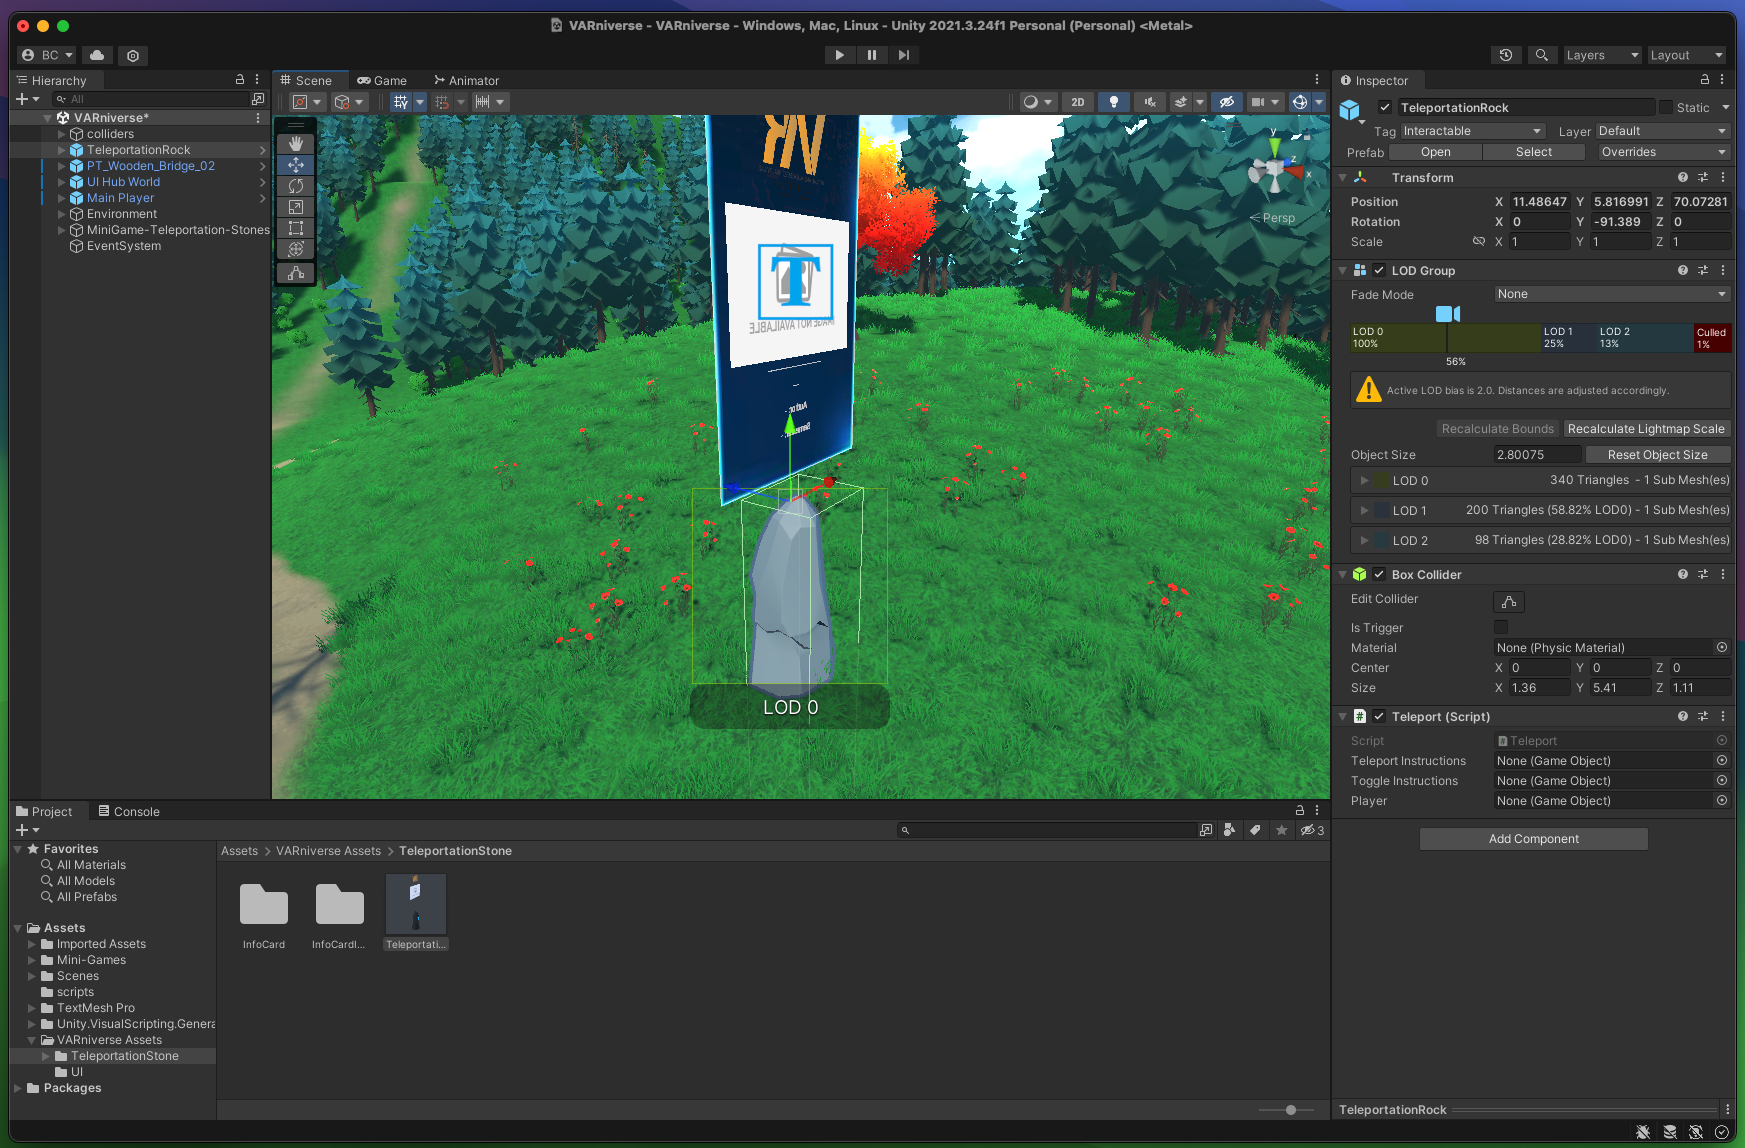 VARniverse - VARniverse - Windows, Mac, Linux - Unity 2021.3.24f1 Personal (Personal) <Metal>
BC
Layers
Layout
Hierarchy
All
VARniverse*
colliders
TeleportationRock
PT_Wooden_Bridge_02
UI Hub World
Main Player
Environment
MiniGame-Teleportation-Stones
EventSystem
Scene
Game
Animator
2D
VR
T
IMAGE NOT AVAILABLE
y
z
x
Persp
LOD 0
Inspector
TeleportationRock
Static
Tag
Interactable
Layer
Default
Prefab
Open
Select
Overrides
Transform
Position X 11.48647 Y 5.816991 Z 70.07281
Rotation X 0 Y -91.389 Z 0
Scale X 1 Y 1 Z 1
LOD Group
Fade Mode
None
LOD 0 LOD 1 LOD 2 Culled
100% 25% 13% 1%
56%
Active LOD bias is 2.0. Distances are adjusted accordingly.
Recalculate Bounds
Recalculate Lightmap Scale
Object Size
2.80075
Reset Object Size
LOD 0 340 Triangles - 1 Sub Mesh(es)
LOD 1 200 Triangles (58.82% LOD0) - 1 Sub Mesh(es)
LOD 2 98 Triangles (28.82% LOD0) - 1 Sub Mesh(es)
Box Collider
Edit Collider
Is Trigger
Material None (Physic Material)
Center X 0 Y 0 Z 0
Size X 1.36 Y 5.41 Z 1.11
Teleport (Script)
Script Teleport
Teleport Instructions None (Game Object)
Toggle Instructions None (Game Object)
Player None (Game Object)
Add Component
TeleportationRock
Project
Console
3
Favorites
All Materials
All Models
All Prefabs
Assets
Imported Assets
Mini-Games
Scenes
scripts
TextMesh Pro
Unity.VisualScripting.Genera
VARniverse Assets
TeleportationStone
UI
Packages
Assets > VARniverse Assets > TeleportationStone
InfoCard
InfoCardI...
Teleportati...